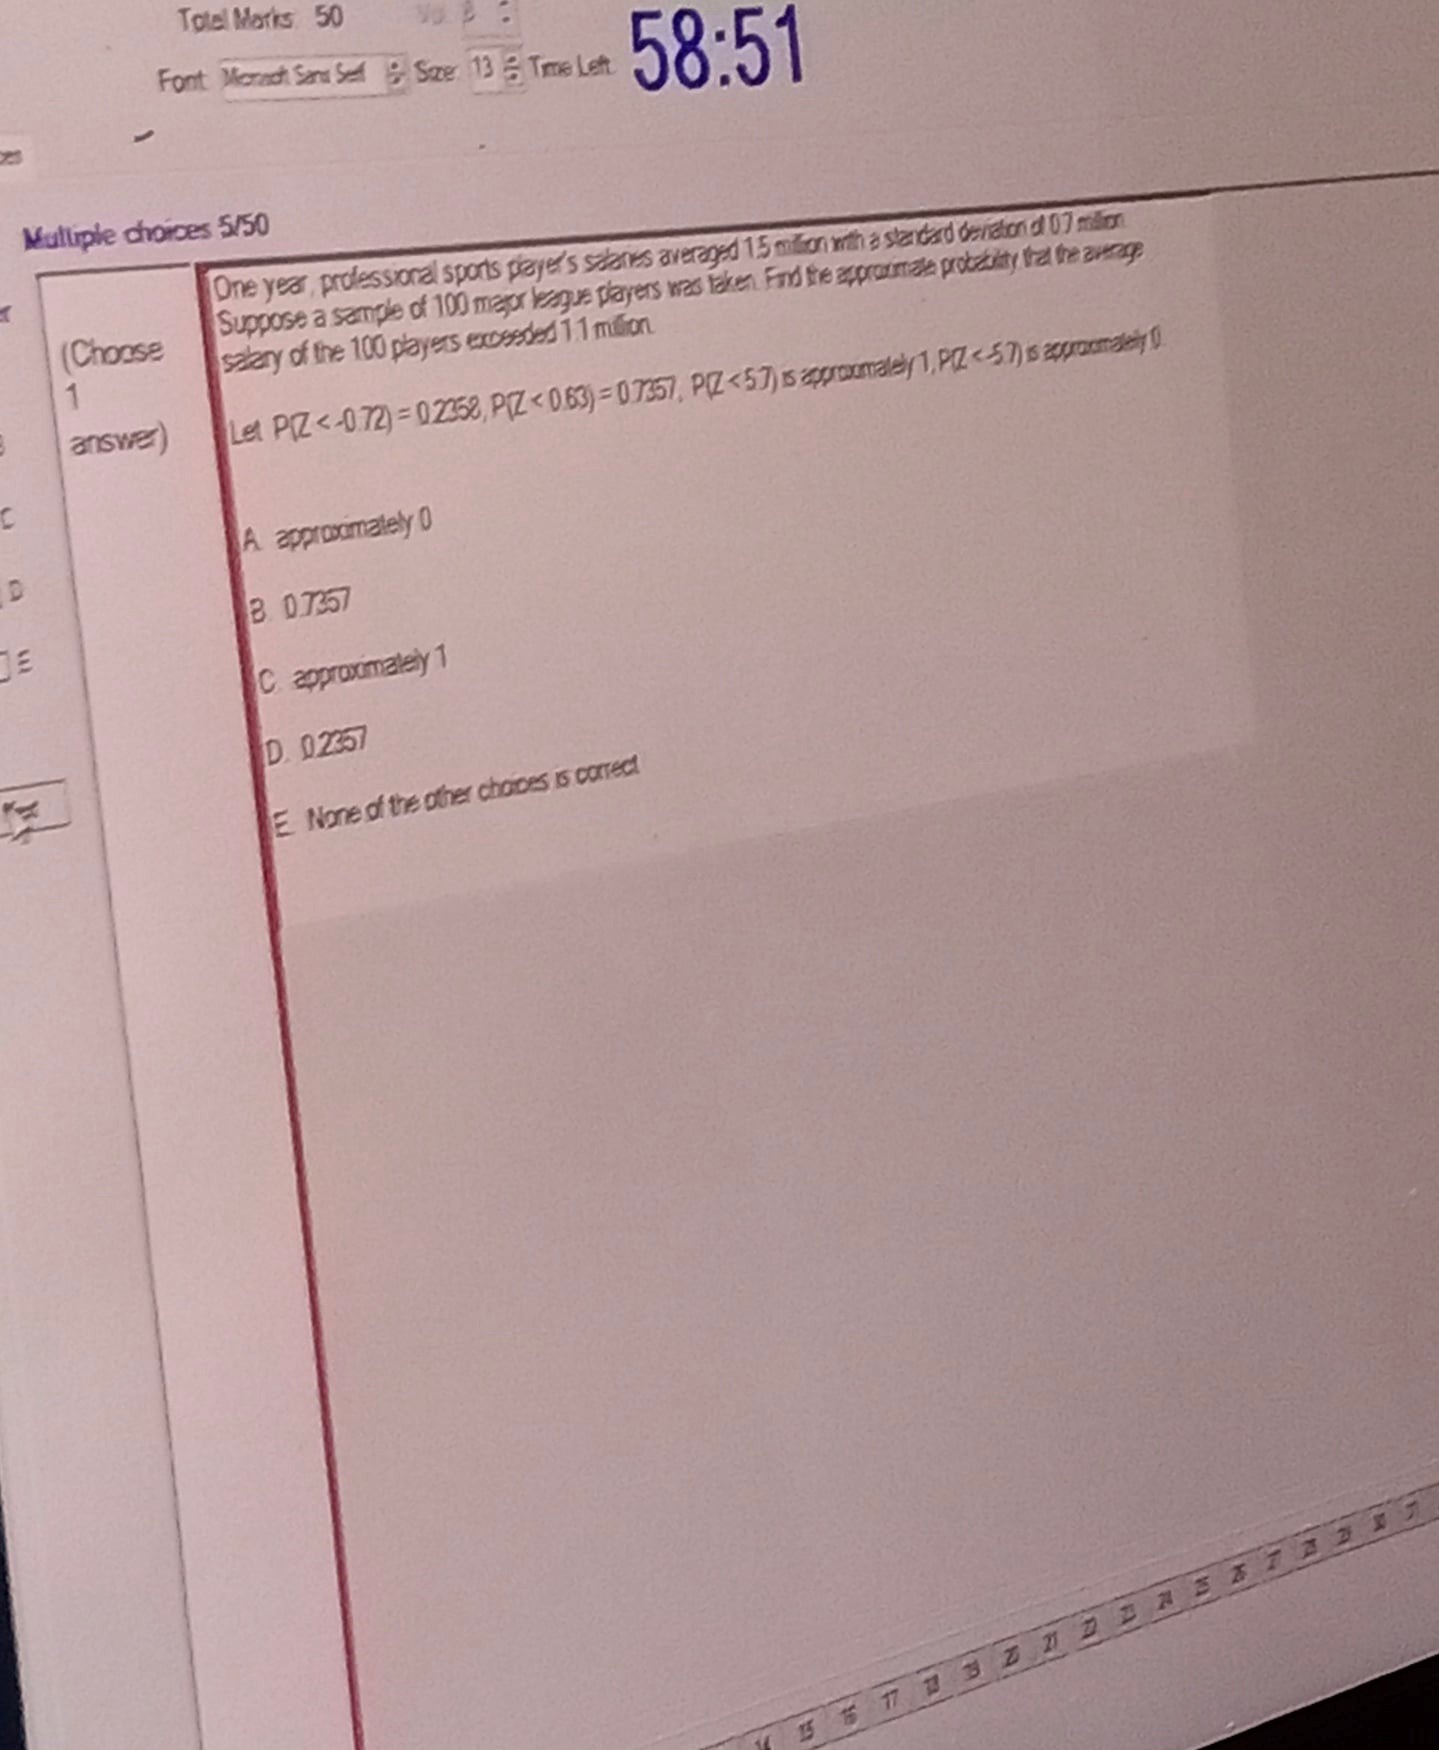 Total Marks: 50
Font: Microsoft Sans Serif Size: 13 Time Left: 58:51
Multiple choices 5/50
(Choose
1
answer)
One year, professional sports player's salaries averaged 1.5 million with a standard deviation of 0.7 million.
Suppose a sample of 100 major league players was taken. Find the approximate probability that the average
salary of the 100 players exceeded 1.1 million.
Let P(Z < -0.72) = 0.2358, P(Z < 0.63) = 0.7357, P(Z < 5.7) is approximately 1, P(Z < -5.7) is approximately 0.
A. approximately 0
B. 0.7357
C. approximately 1
D. 0.2357
E. None of the other choices is correct
C
D
E
14 15 16 17 18 19 20 21 22 23 24 25 26 27 28 29 30 31